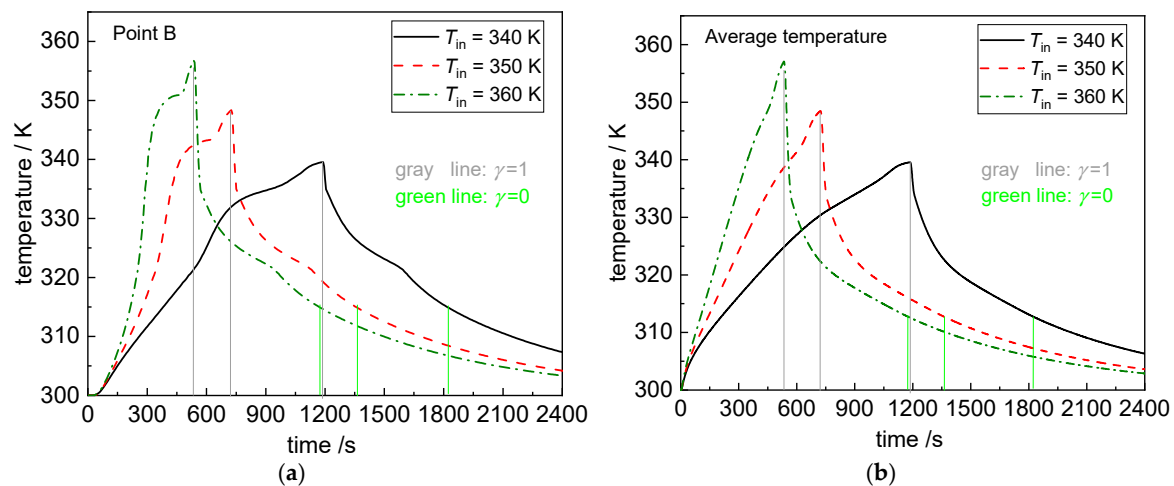 Point B
T_in = 340 K
T_in = 350 K
T_in = 360 K
gray line: γ=1
green line: γ=0
temperature / K
360
350
340
330
320
310
300
0 300 600 900 1200 1500 1800 2100 2400
time /s
(a)
Average temperature
T_in = 340 K
T_in = 350 K
T_in = 360 K
gray line: γ=1
green line: γ=0
temperature / K
360
350
340
330
320
310
300
0 300 600 900 1200 1500 1800 2100 2400
time /s
(b)